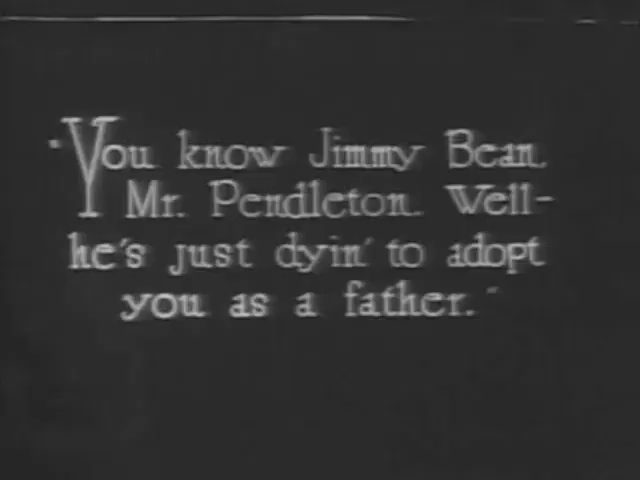 "You know Jimmy Bean,
Mr. Pendleton. Well-
he's just dyin' to adopt
you as a father."